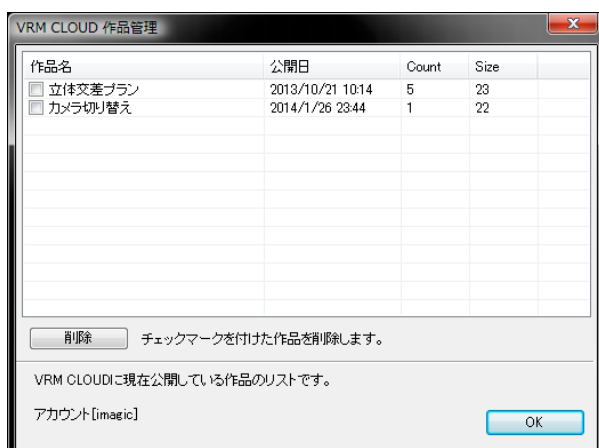 VRM CLOUD 作品管理
作品名 公開日 Count Size
立体交差プラン 2013/10/21 10:14 5 23
カメラ切り替え 2014/1/26 23:44 1 22
削除 チェックマークを付けた作品を削除します。
VRM CLOUDに現在公開している作品のリストです。
アカウント[imagic]
OK